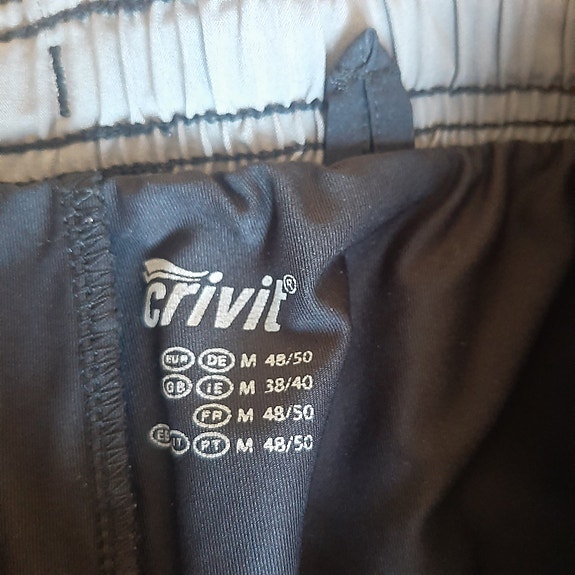 crivit®
EUR DE M 48/50
GB IE M 38/40
FR M 48/50
ES IT PT M 48/50